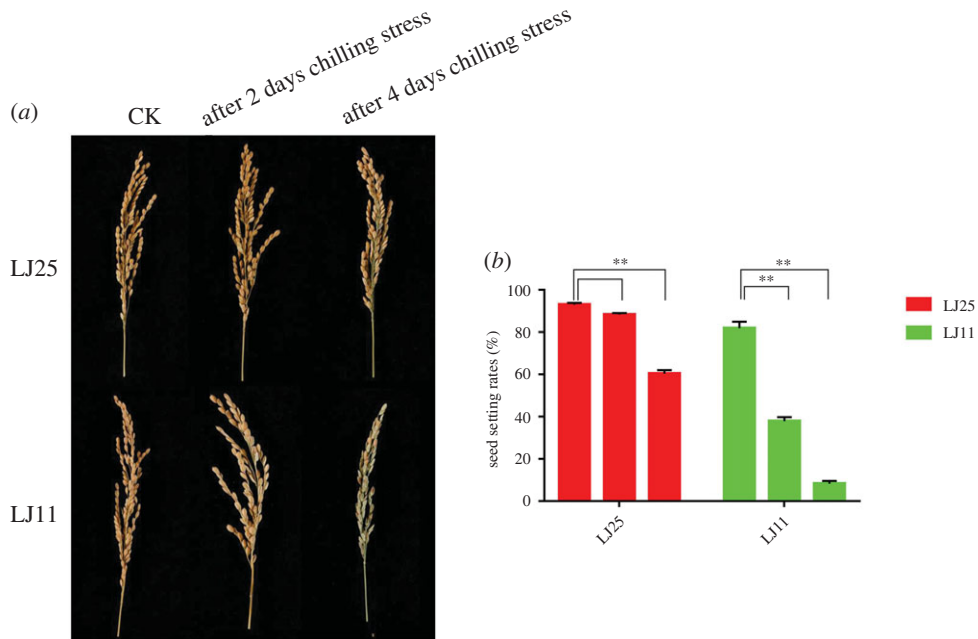 (a)
CK
after 2 days chilling stress
after 4 days chilling stress
LJ25
LJ11
(b)
**
**
**
100
80
60
40
20
0
seed setting rates (%)
LJ25
LJ11
LJ25
LJ11